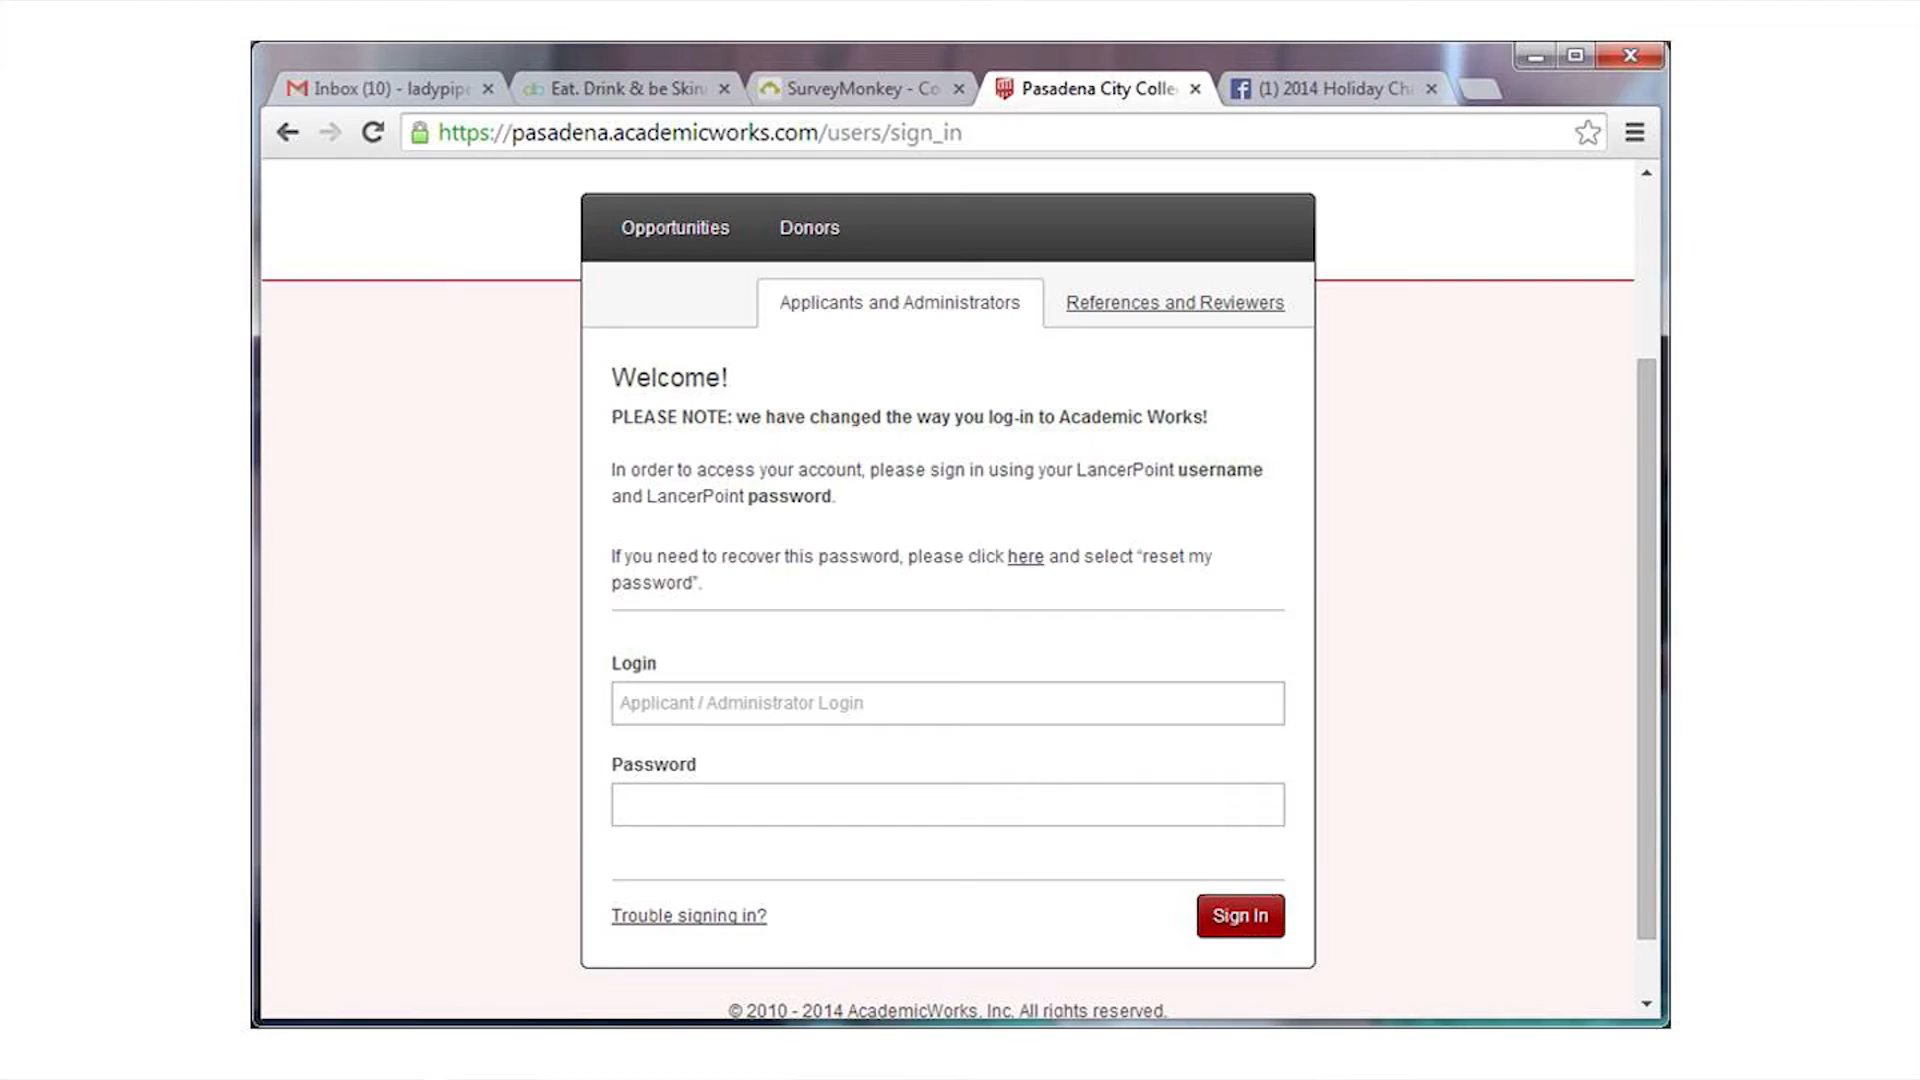 Inbox (10) - ladypipe
Eat. Drink & be Skin
SurveyMonkey - Co
Pasadena City Colle
(1) 2014 Holiday Ch
https://pasadena.academicworks.com/users/sign_in
Opportunities Donors
Applicants and Administrators References and Reviewers
Welcome!
PLEASE NOTE: we have changed the way you log-in to Academic Works!
In order to access your account, please sign in using your LancerPoint username
and LancerPoint password.
If you need to recover this password, please click here and select “reset my
password”.
Login
Applicant / Administrator Login
Password
Trouble signing in?
Sign In
© 2010 - 2014 AcademicWorks, Inc. All rights reserved.